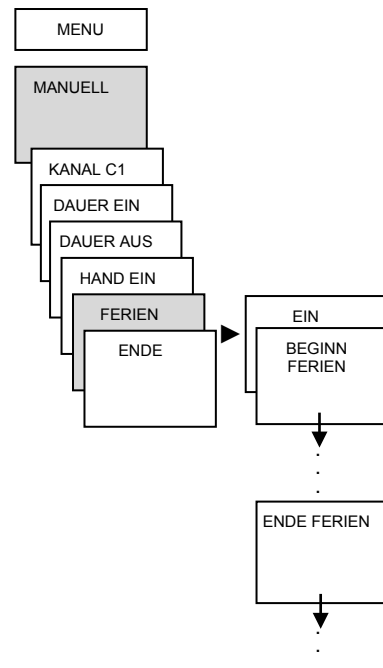 MENU
MANUELL
KANAL C1
DAUER EIN
DAUER AUS
HAND EIN
FERIEN
ENDE
EIN
BEGINN
FERIEN
ENDE FERIEN